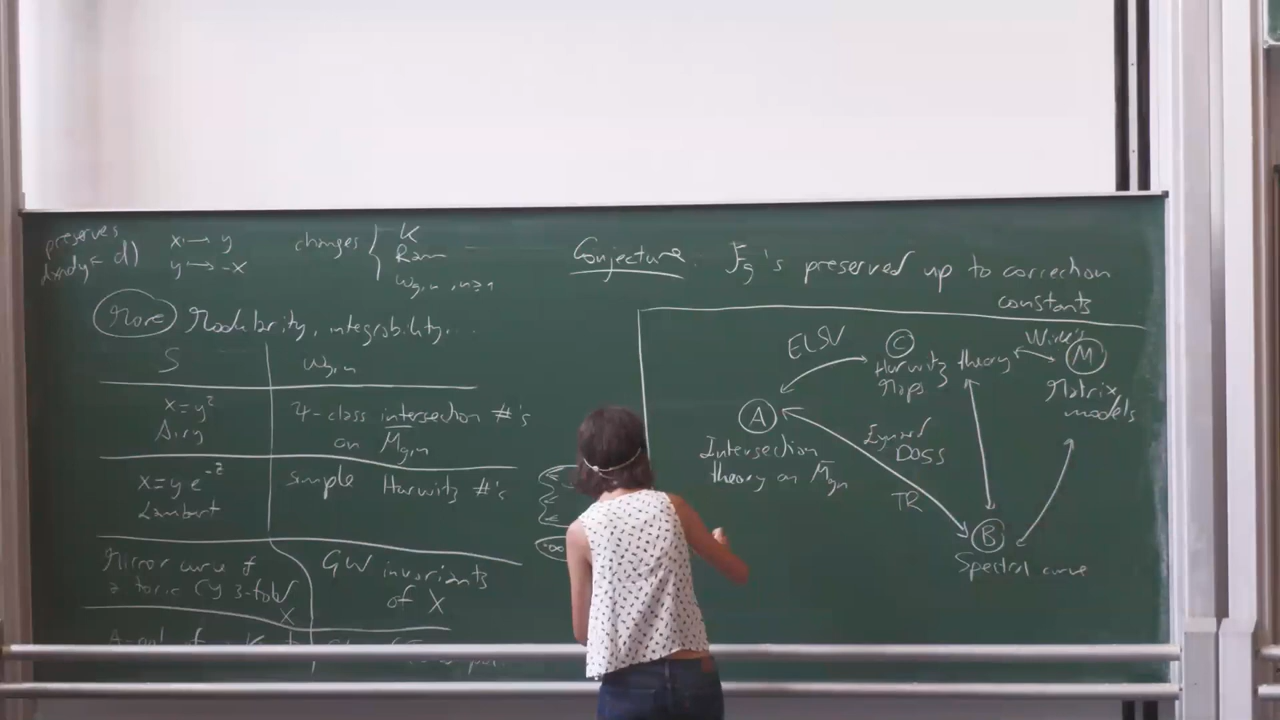 preserves
x → y
y → -x
changes { K
Ram
ω_{g,n}, n≥1
Conjecture. F_g's preserved up to correction
constants
More Modularity, integrability, ...
S
ω_{g,n}
x=y²
Airy
ψ-class intersection #'s
on M̅_{g,n}
x=ye^{-z}
Lambert
simple Hurwitz #'s
Mirror curve of
a toric CY 3-fold
X
GW invariants
of X
ELSV
C
Hurwitz theory
Maps
Wick's
M
Matrix
models
A
Intersection
theory on M̅_{g,n}
Eynard
DOSS
TR
B
Spectral curve